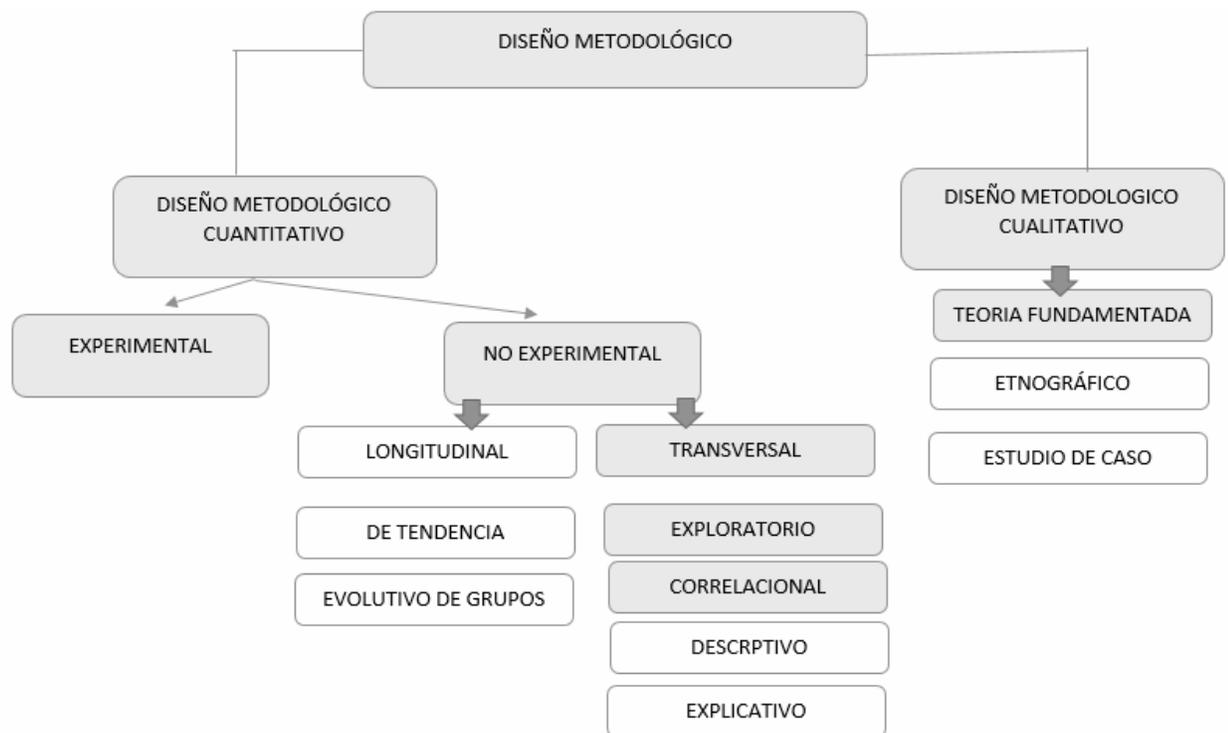 DISEÑO METODOLÓGICO
DISEÑO METODOLÓGICO
CUANTITATIVO
DISEÑO METODOLOGICO
CUALITATIVO
EXPERIMENTAL
NO EXPERIMENTAL
LONGITUDINAL
DE TENDENCIA
EVOLUTIVO DE GRUPOS
TRANSVERSAL
EXPLORATORIO
CORRELACIONAL
DESCRPTIVO
EXPLICATIVO
TEORIA FUNDAMENTADA
ETNOGRÁFICO
ESTUDIO DE CASO